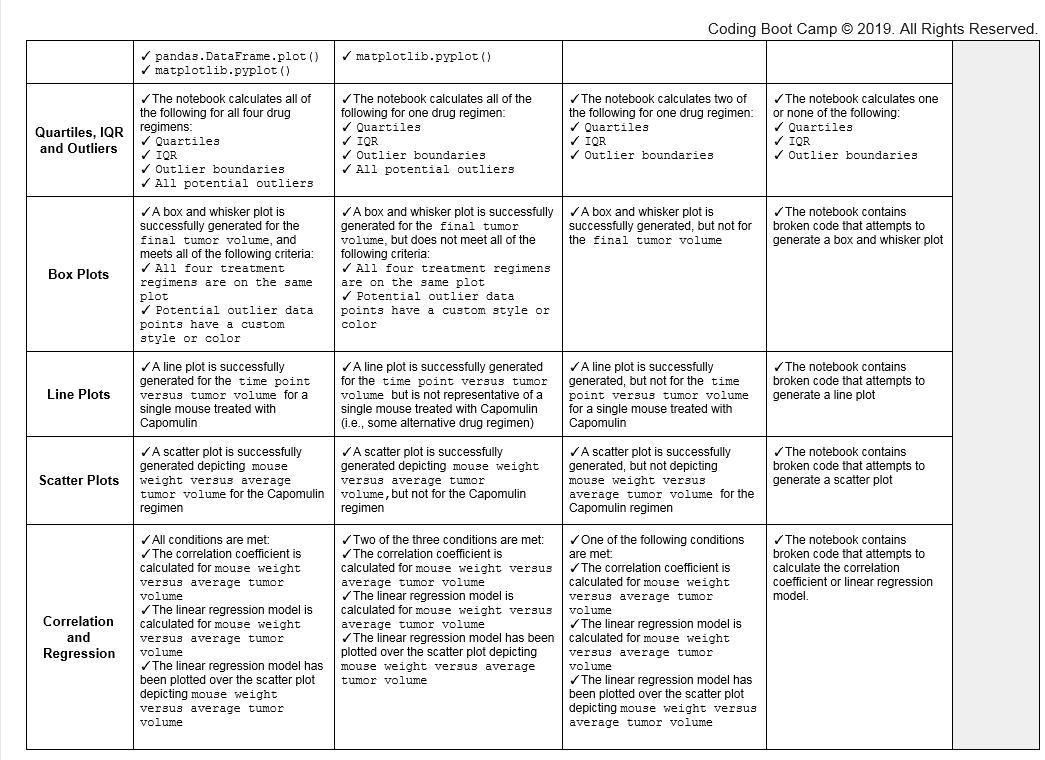 Coding Boot Camp © 2019. All Rights Reserved.
✓ pandas.DataFrame.plot()
✓ matplotlib.pyplot()
✓ matplotlib.pyplot()
Quartiles, IQR
and Outliers
✓The notebook calculates all of
the following for all four drug
regimens:
✓ Quartiles
✓ IQR
✓ Outlier boundaries
✓ All potential outliers
✓The notebook calculates all of the
following for one drug regimen:
✓ Quartiles
✓ IQR
✓ Outlier boundaries
✓ All potential outliers
✓The notebook calculates two of
the following for one drug regimen:
✓ Quartiles
✓ IQR
✓ Outlier boundaries
✓The notebook calculates one
or none of the following:
✓ Quartiles
✓ IQR
✓ Outlier boundaries
Box Plots
✓A box and whisker plot is
successfully generated for the
final tumor volume, and
meets all of the following criteria:
✓ All four treatment
regimens are on the same
plot
✓ Potential outlier data
points have a custom
style or color
✓A box and whisker plot is successfully
generated for the final tumor
volume, but does not meet all of the
following criteria:
✓ All four treatment regimens
are on the same plot
✓ Potential outlier data
points have a custom style or
color
✓A box and whisker plot is
successfully generated, but not for
the final tumor volume
✓The notebook contains
broken code that attempts to
generate a box and whisker plot
Line Plots
✓A line plot is successfully
generated for the time point
versus tumor volume for a
single mouse treated with
Capomulin
✓A line plot is successfully generated
for the time point versus tumor
volume but is not representative of a
single mouse treated with Capomulin
(i.e., some alternative drug regimen)
✓A line plot is successfully
generated, but not for the time
point versus tumor volume
for a single mouse treated with
Capomulin
✓The notebook contains
broken code that attempts to
generate a line plot
Scatter Plots
✓A scatter plot is successfully
generated depicting mouse
weight versus average
tumor volume for the Capomulin
regimen
✓A scatter plot is successfully
generated depicting mouse weight
versus average tumor
volume,but not for the Capomulin
regimen
✓A scatter plot is successfully
generated, but not depicting
mouse weight versus
average tumor volume for the
Capomulin regimen
✓The notebook contains
broken code that attempts to
generate a scatter plot
Correlation
and
Regression
✓All conditions are met:
✓The correlation coefficient is
calculated for mouse weight
versus average tumor
volume
✓The linear regression model is
calculated for mouse weight
versus average tumor
volume
✓The linear regression model has
been plotted over the scatter plot
depicting mouse weight
versus average tumor
volume
✓Two of the three conditions are met:
✓The correlation coefficient is
calculated for mouse weight versus
average tumor volume
✓The linear regression model is
calculated for mouse weight versus
average tumor volume
✓The linear regression model has been
plotted over the scatter plot depicting
mouse weight versus average
tumor volume
✓One of the following conditions
are met:
✓The correlation coefficient is
calculated for mouse weight
versus average tumor
volume
✓The linear regression model is
calculated for mouse weight
versus average tumor
volume
✓The linear regression model has
been plotted over the scatter plot
depicting mouse weight versus
average tumor volume
✓The notebook contains
broken code that attempts to
calculate the correlation
coefficient or linear regression
model.